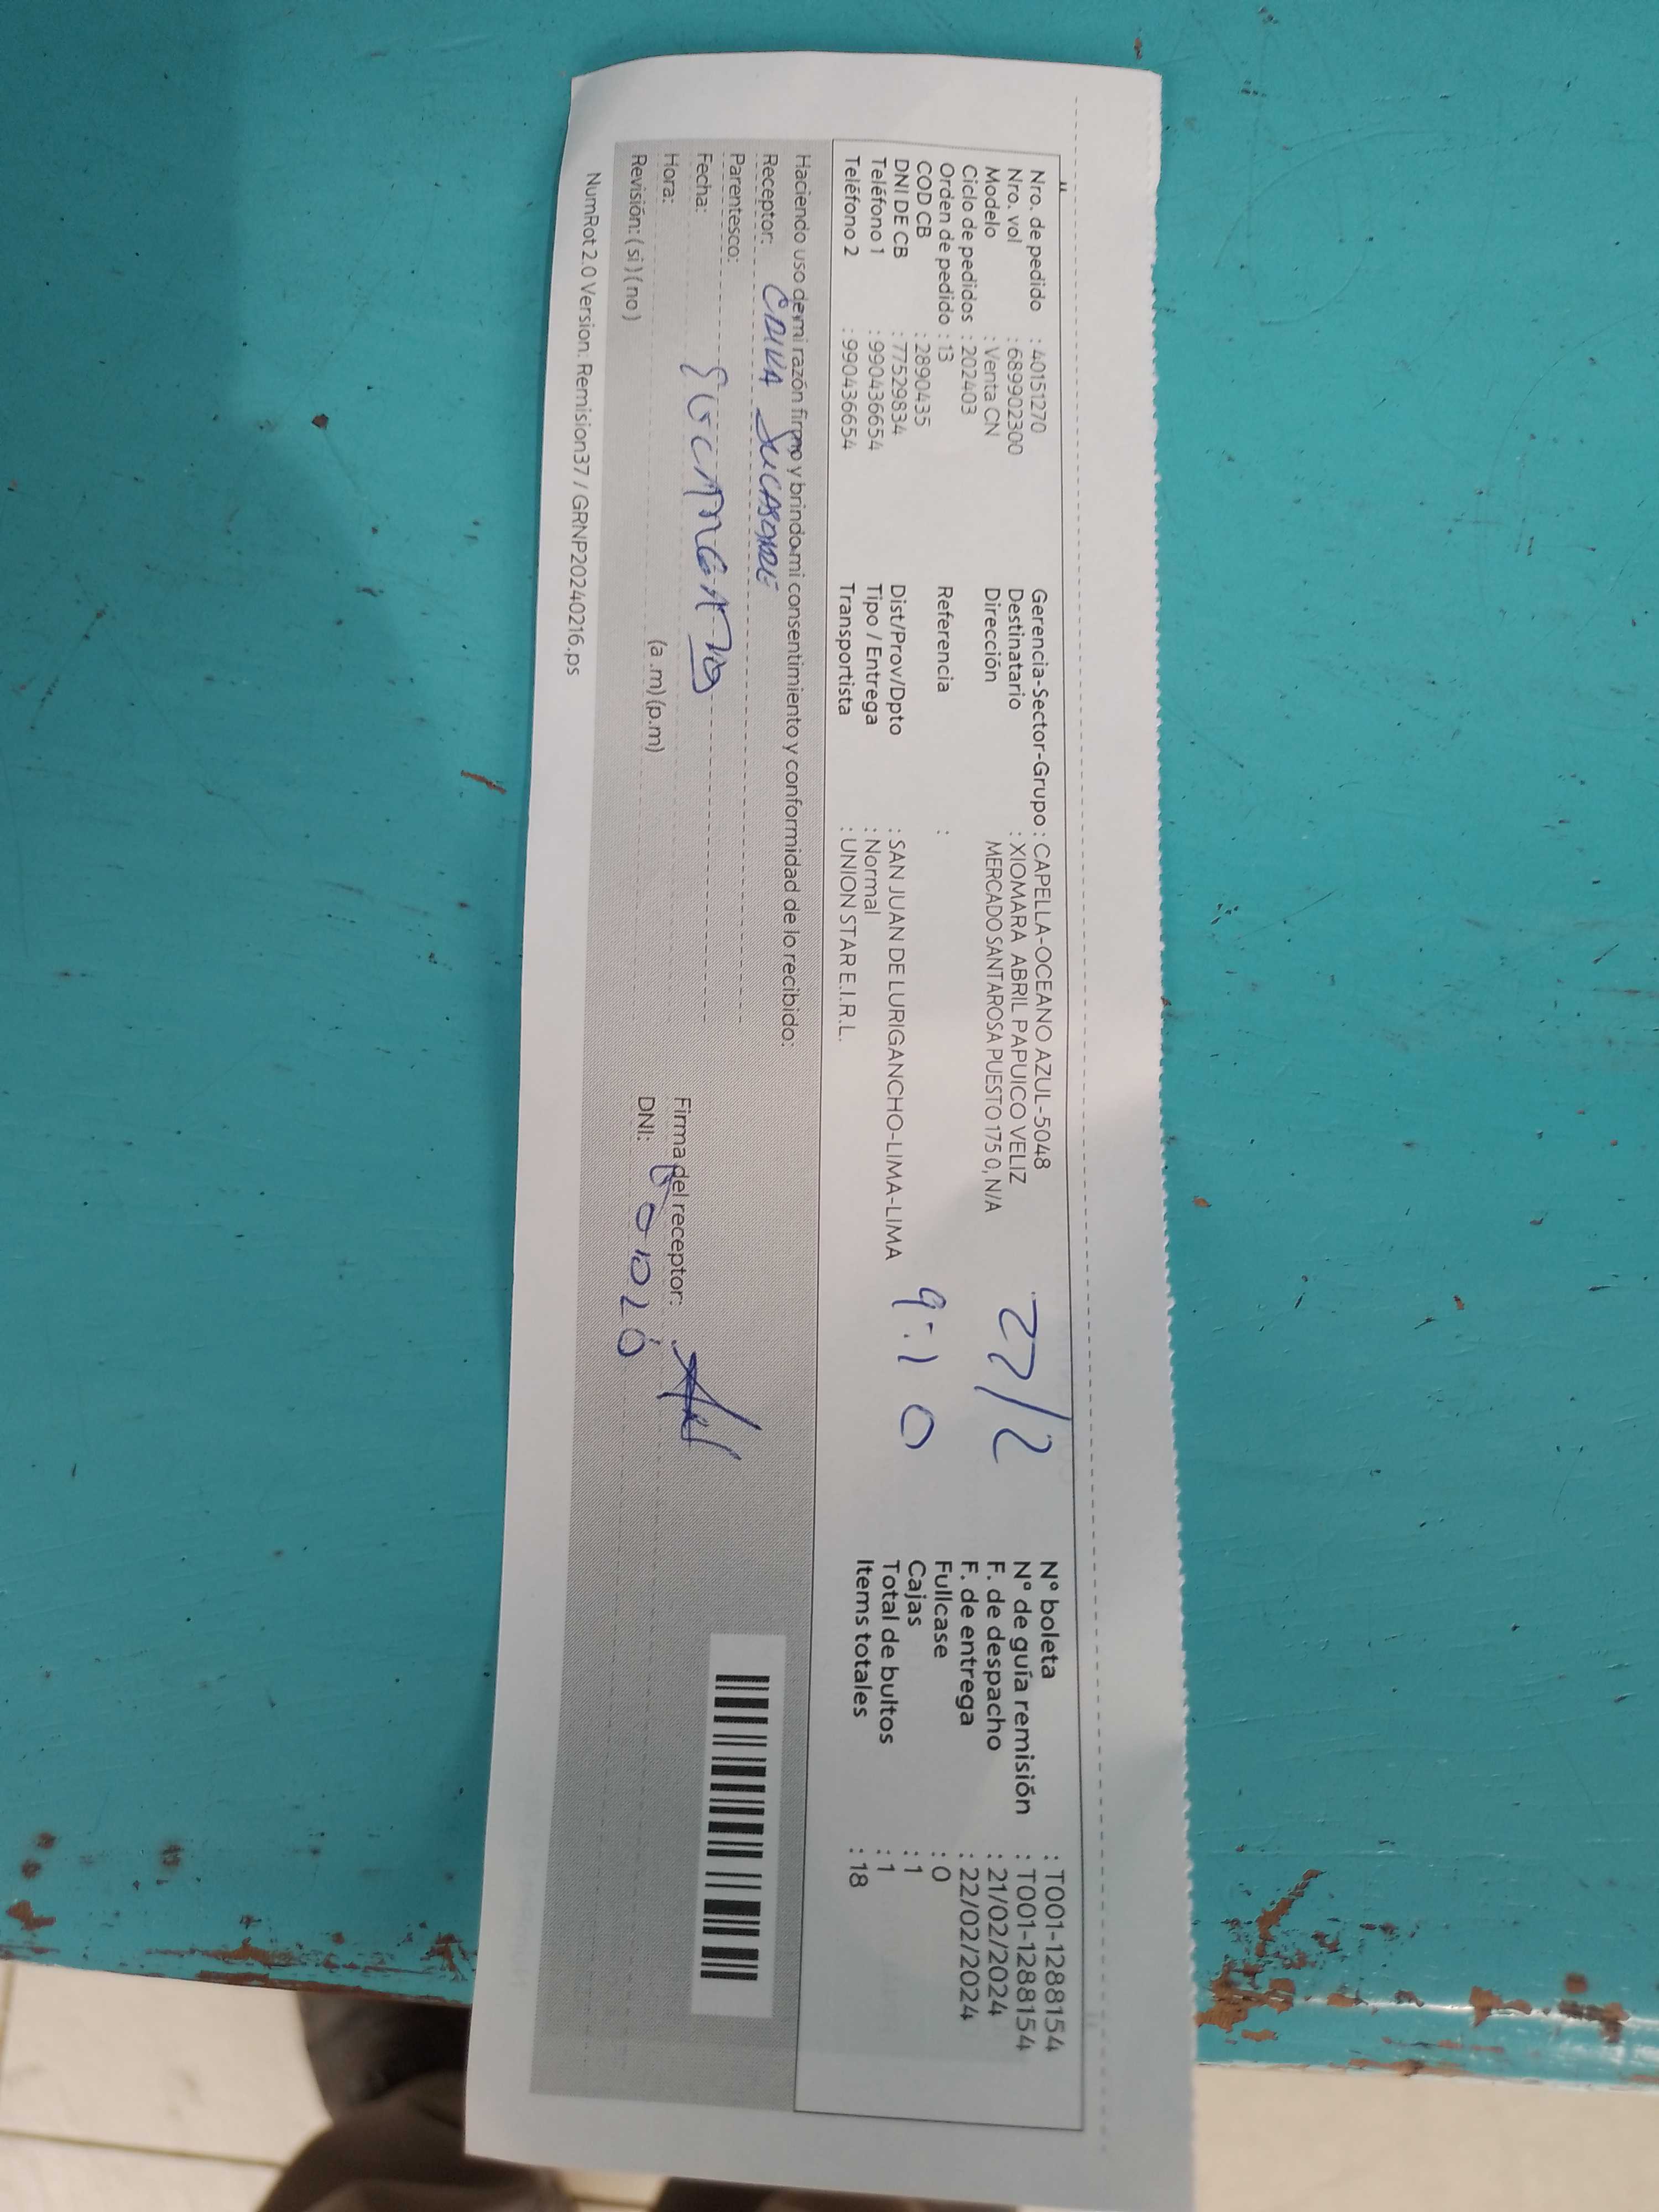 Nro. de pedido : 40151270
Nro. vol : 689902300
Modelo : Venta CN
Ciclo de pedidos : 202403
Orden de pedido : 13
COD CB : 2890435
DNI DE CB : 77529834
Teléfono 1 : 990436654
Teléfono 2 : 990436654
Gerencia-Sector-Grupo : CAPELLA-OCEANO AZUL-5048
Destinatario : XIOMARA ABRIL PAPUICO VELIZ
Dirección MERCADO SANTAROSA PUESTO 175 0, N/A
Referencia :
Dist/Prov/Dpto : SAN JUAN DE LURIGANCHO-LIMA-LIMA
Tipo / Entrega : Normal
Transportista : UNION STAR E.I.R.L.
22/2
9:10
N° boleta : T001-1288154
N° de guía remisión : T001-1288154
F. de despacho : 21/02/2024
F. de entrega : 22/02/2024
Fullcase : 0
Cajas : 1
Total de bultos : 1
Items totales : 18
Haciendo uso de mi razón firmo y brindo mi consentimiento y conformidad de lo recibido:
Receptor:
Parentesco:
Fecha:
Hora: (a.m)(p.m)
Revisión: ( si ) ( no )
Firma del receptor:
DNI:
NumRot 2.0 Version. Remision37 / GRNP20240216.ps